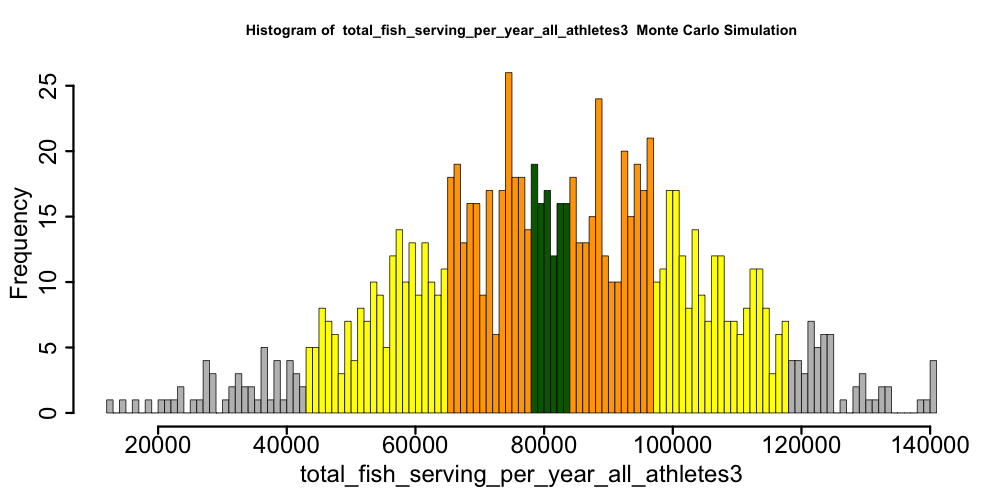 Histogram of  total_fish_serving_per_year_all_athletes3  Monte Carlo Simulation
Frequency
25
20
15
10
5
0
20000 40000 60000 80000 100000 120000 140000
total_fish_serving_per_year_all_athletes3